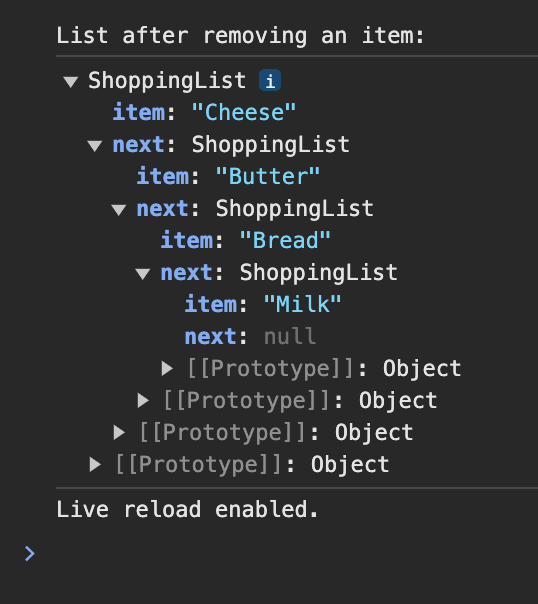 List after removing an item:
▼ ShoppingList i
item: "Cheese"
▼ next: ShoppingList
item: "Butter"
▼ next: ShoppingList
item: "Bread"
▼ next: ShoppingList
item: "Milk"
next: null
▶ [[Prototype]]: Object
▶ [[Prototype]]: Object
▶ [[Prototype]]: Object
▶ [[Prototype]]: Object
Live reload enabled.
>